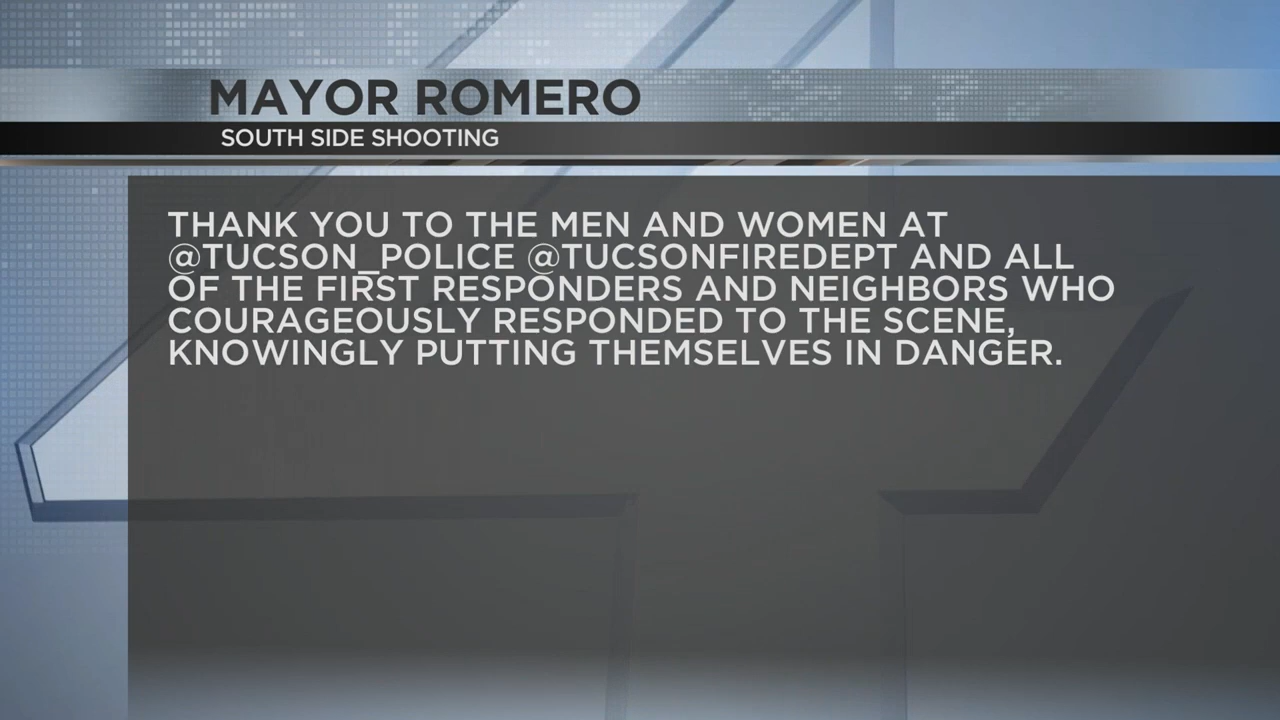 MAYOR ROMERO
SOUTH SIDE SHOOTING
THANK YOU TO THE MEN AND WOMEN AT
@TUCSON_POLICE @TUCSONFIREDEPT AND ALL
OF THE FIRST RESPONDERS AND NEIGHBORS WHO
COURAGEOUSLY RESPONDED TO THE SCENE,
KNOWINGLY PUTTING THEMSELVES IN DANGER.